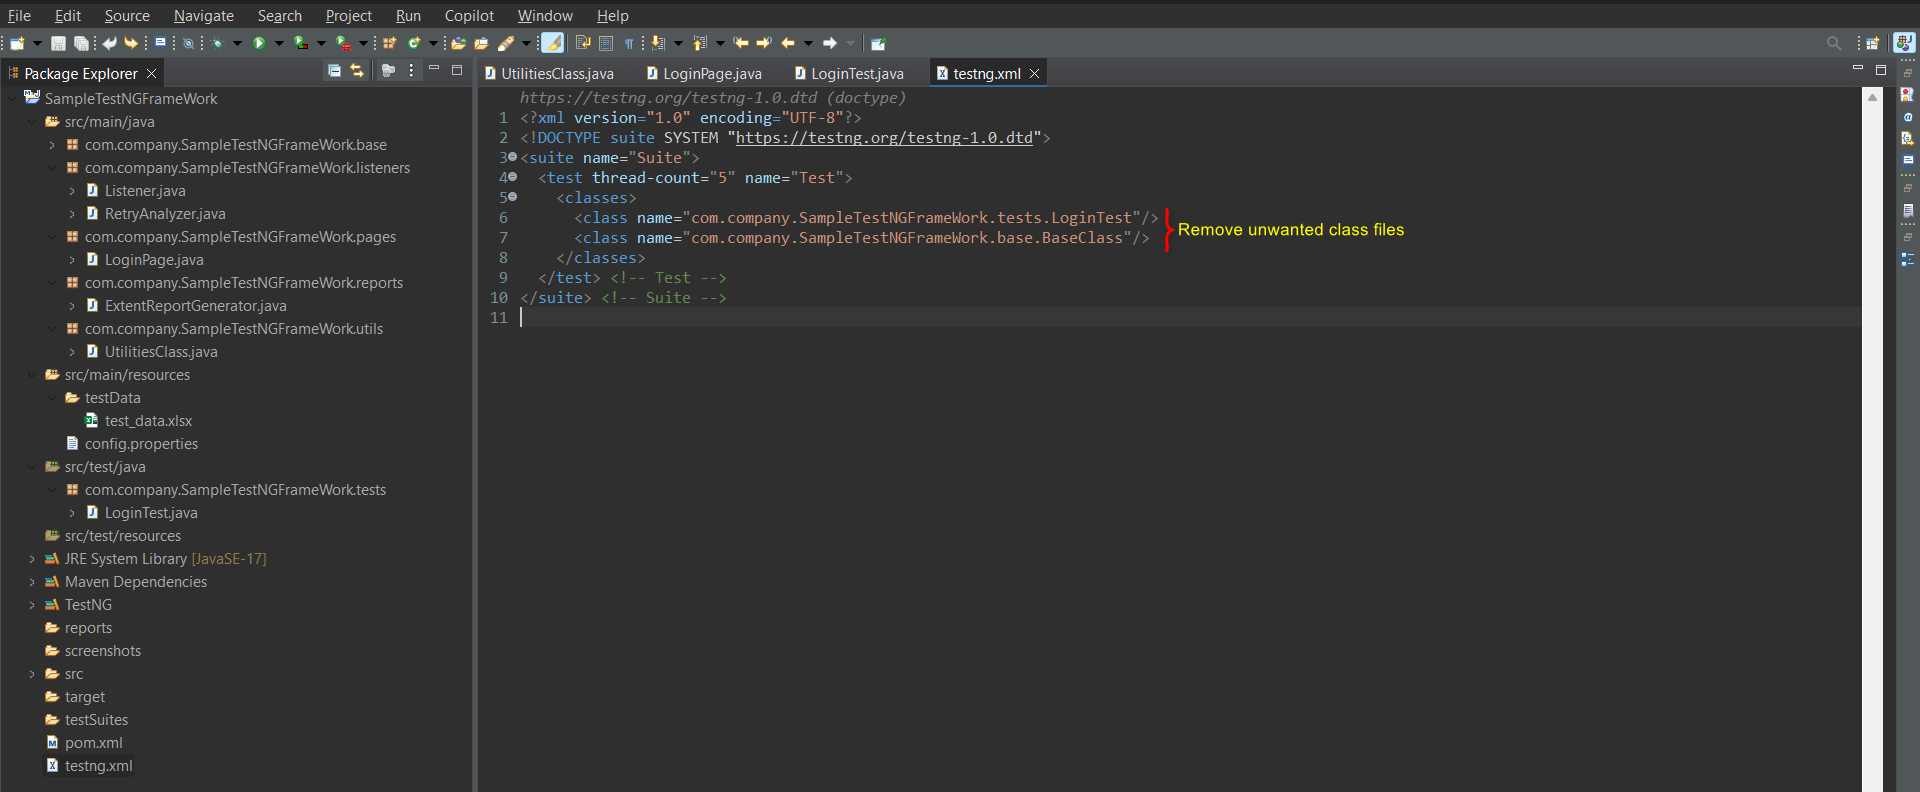 File Edit Source Navigate Search Project Run Copilot Window Help
Package Explorer
SampleTestNGFrameWork
src/main/java
com.company.SampleTestNGFrameWork.base
com.company.SampleTestNGFrameWork.listeners
Listener.java
RetryAnalyzer.java
com.company.SampleTestNGFrameWork.pages
LoginPage.java
com.company.SampleTestNGFrameWork.reports
ExtentReportGenerator.java
com.company.SampleTestNGFrameWork.utils
UtilitiesClass.java
src/main/resources
testData
test_data.xlsx
config.properties
src/test/java
com.company.SampleTestNGFrameWork.tests
LoginTest.java
src/test/resources
JRE System Library [JavaSE-17]
Maven Dependencies
TestNG
reports
screenshots
src
target
testSuites
pom.xml
testng.xml
UtilitiesClass.java LoginPage.java LoginTest.java testng.xml
https://testng.org/testng-1.0.dtd (doctype)
1 <?xml version="1.0" encoding="UTF-8"?>
2 <!DOCTYPE suite SYSTEM "https://testng.org/testng-1.0.dtd">
3 <suite name="Suite">
4 <test thread-count="5" name="Test">
5 <classes>
6 <class name="com.company.SampleTestNGFrameWork.tests.LoginTest"/>
7 <class name="com.company.SampleTestNGFrameWork.base.BaseClass"/>
8 </classes>
9 </test> <!-- Test -->
10 </suite> <!-- Suite -->
11
Remove unwanted class files